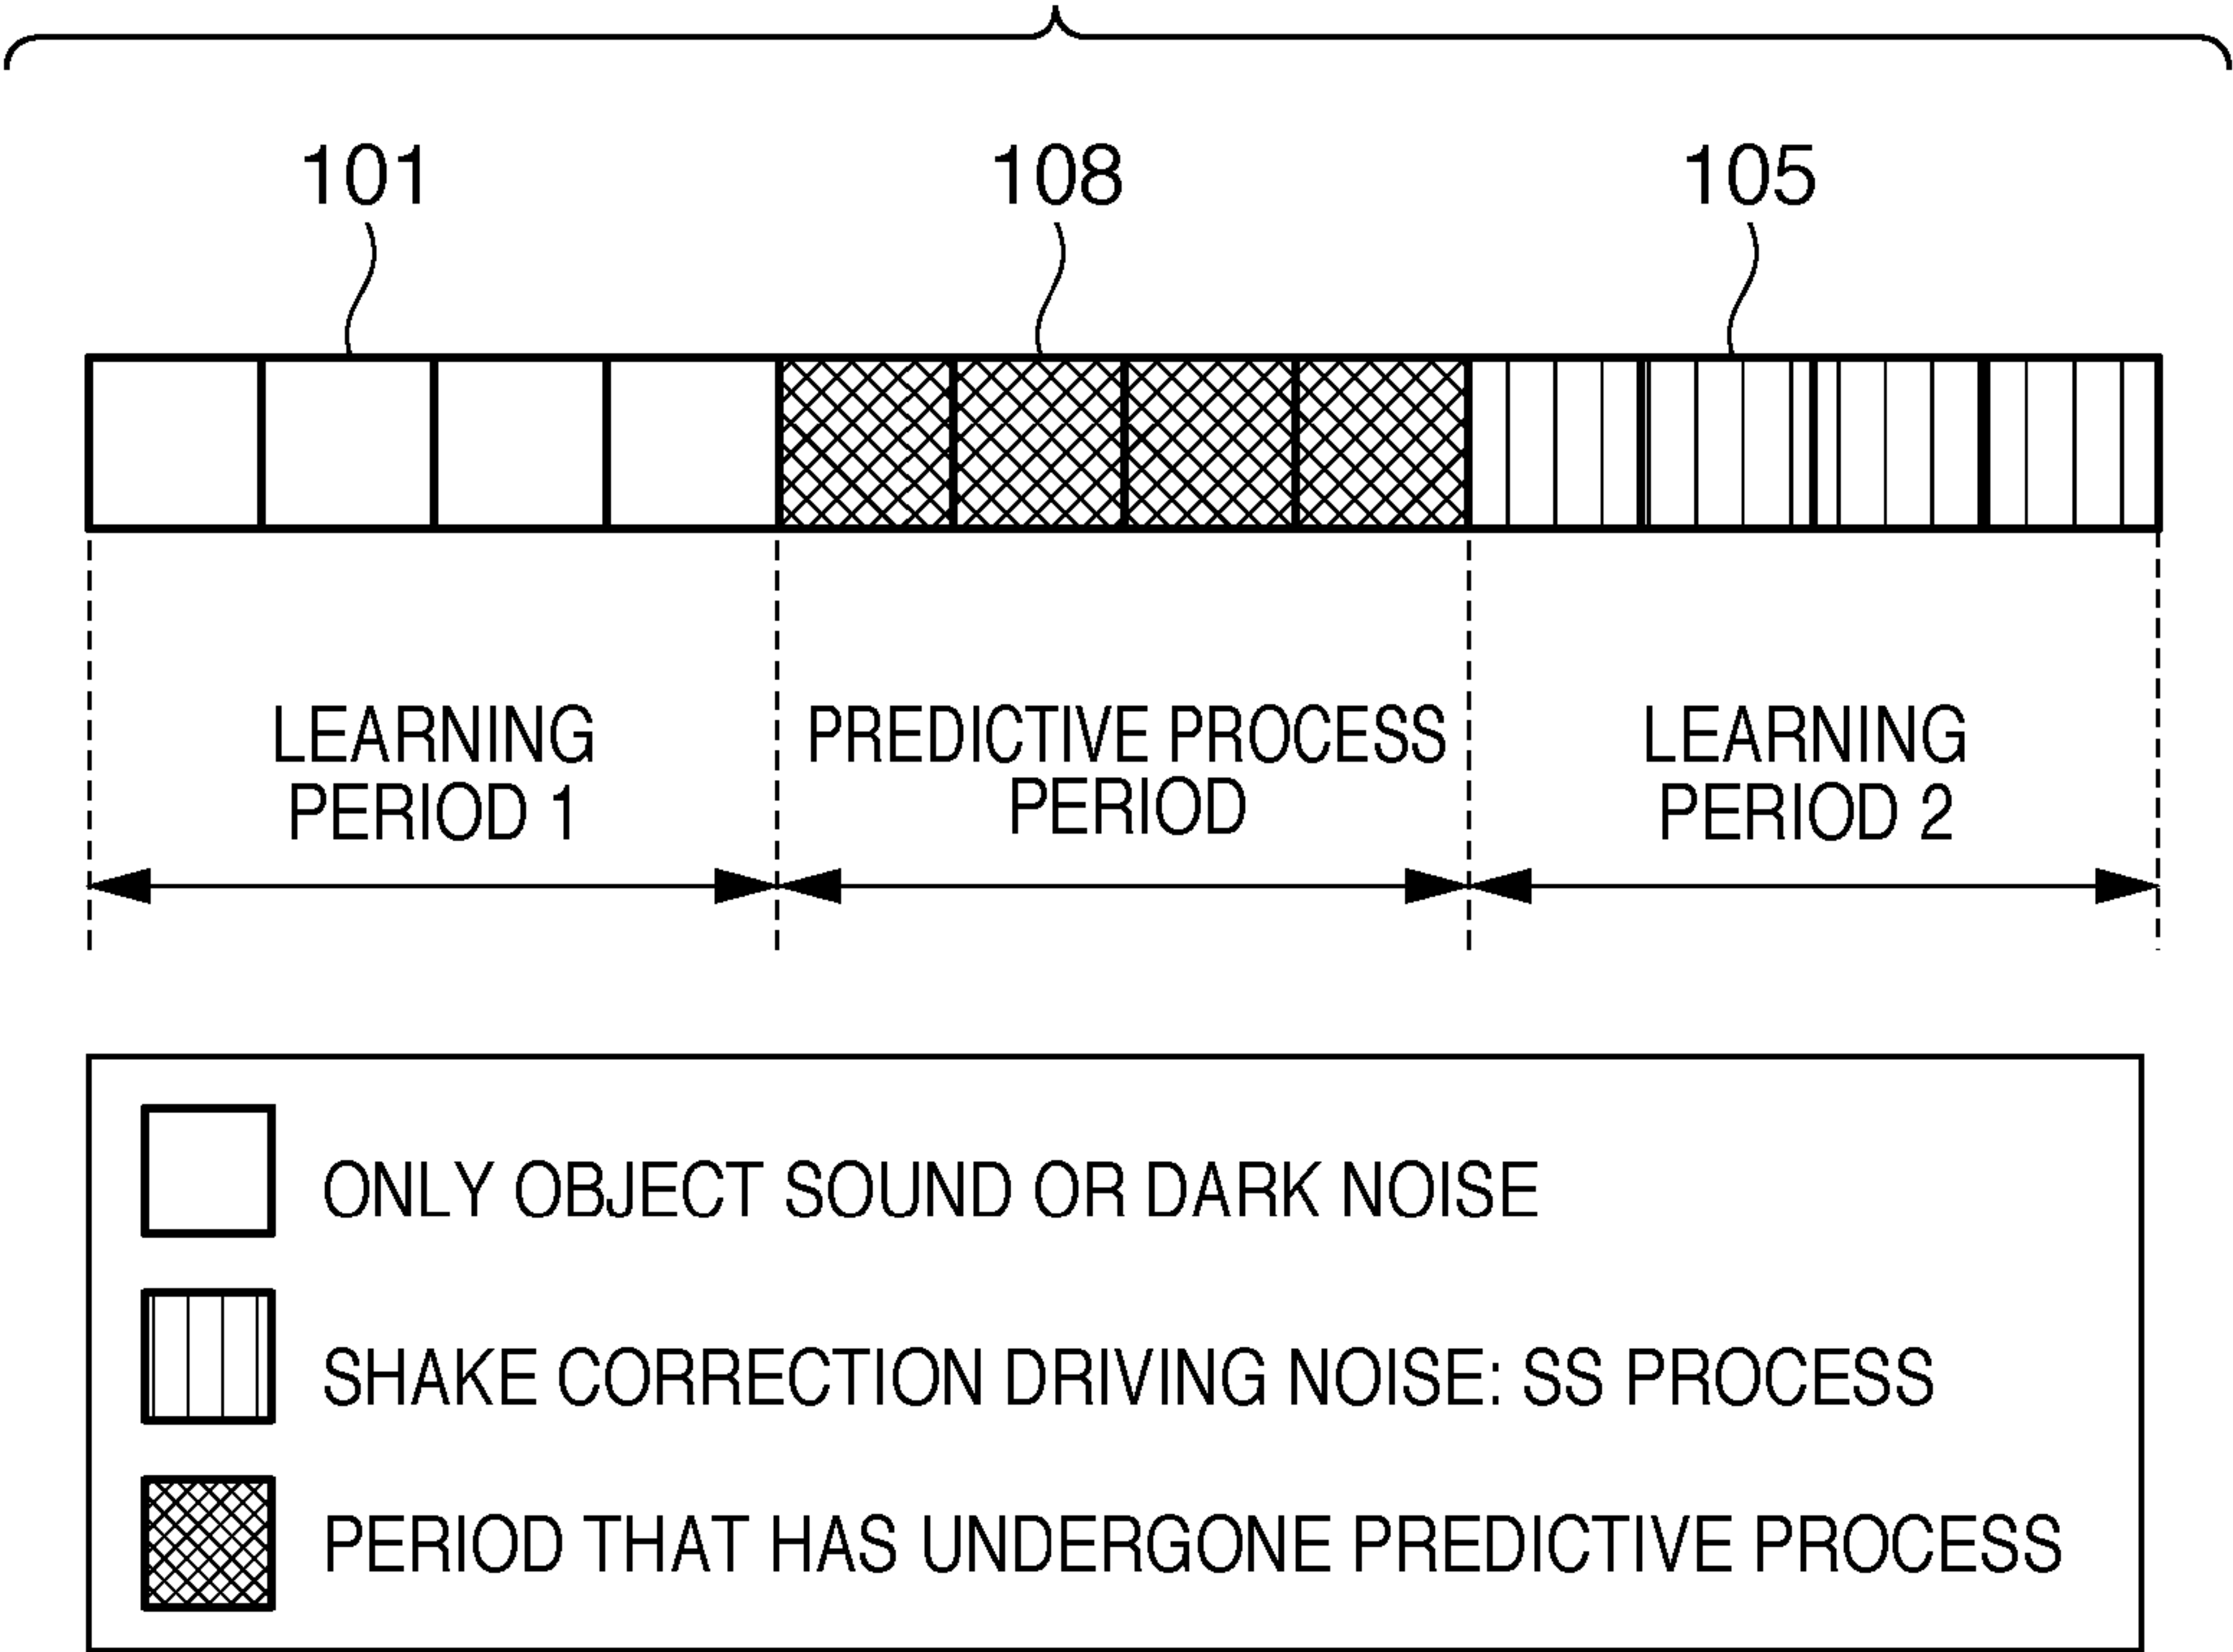 101
108
105
LEARNING
PERIOD 1
PREDICTIVE PROCESS
PERIOD
LEARNING
PERIOD 2
ONLY OBJECT SOUND OR DARK NOISE
SHAKE CORRECTION DRIVING NOISE: SS PROCESS
PERIOD THAT HAS UNDERGONE PREDICTIVE PROCESS